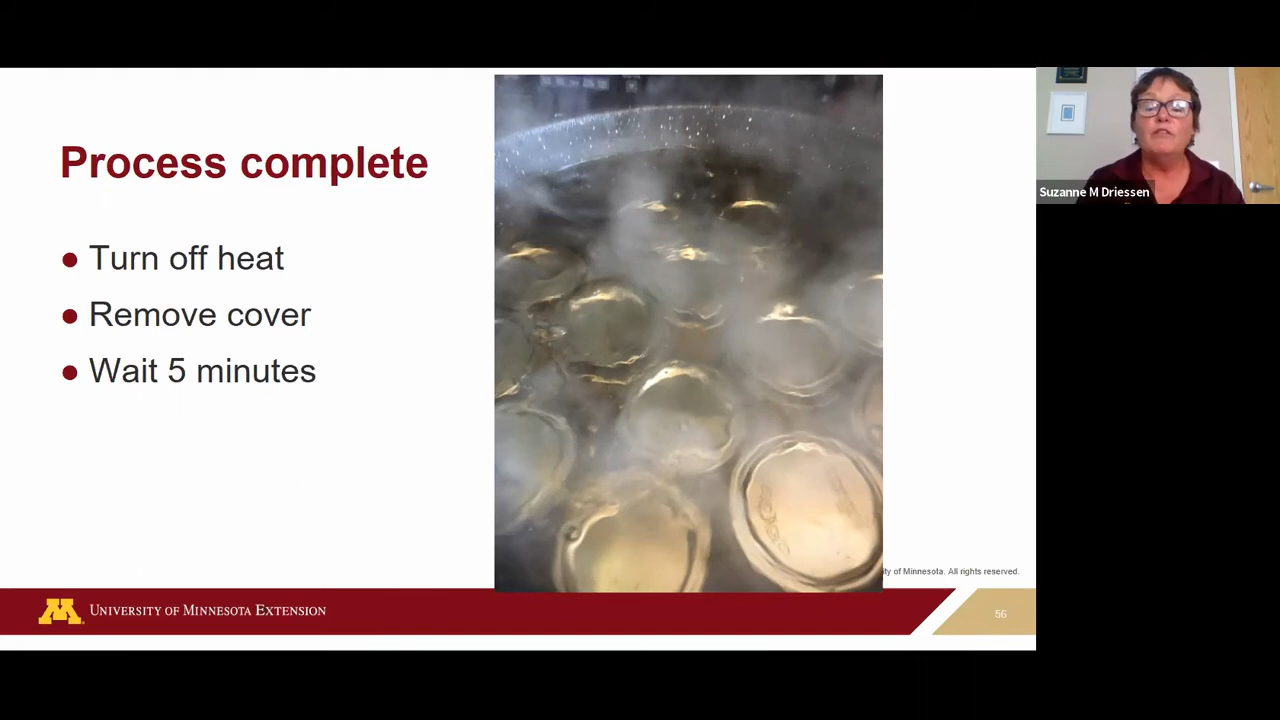 Process complete
● Turn off heat
● Remove cover
● Wait 5 minutes
Suzanne M Driessen
of Minnesota. All rights reserved.
UNIVERSITY OF MINNESOTA EXTENSION
56